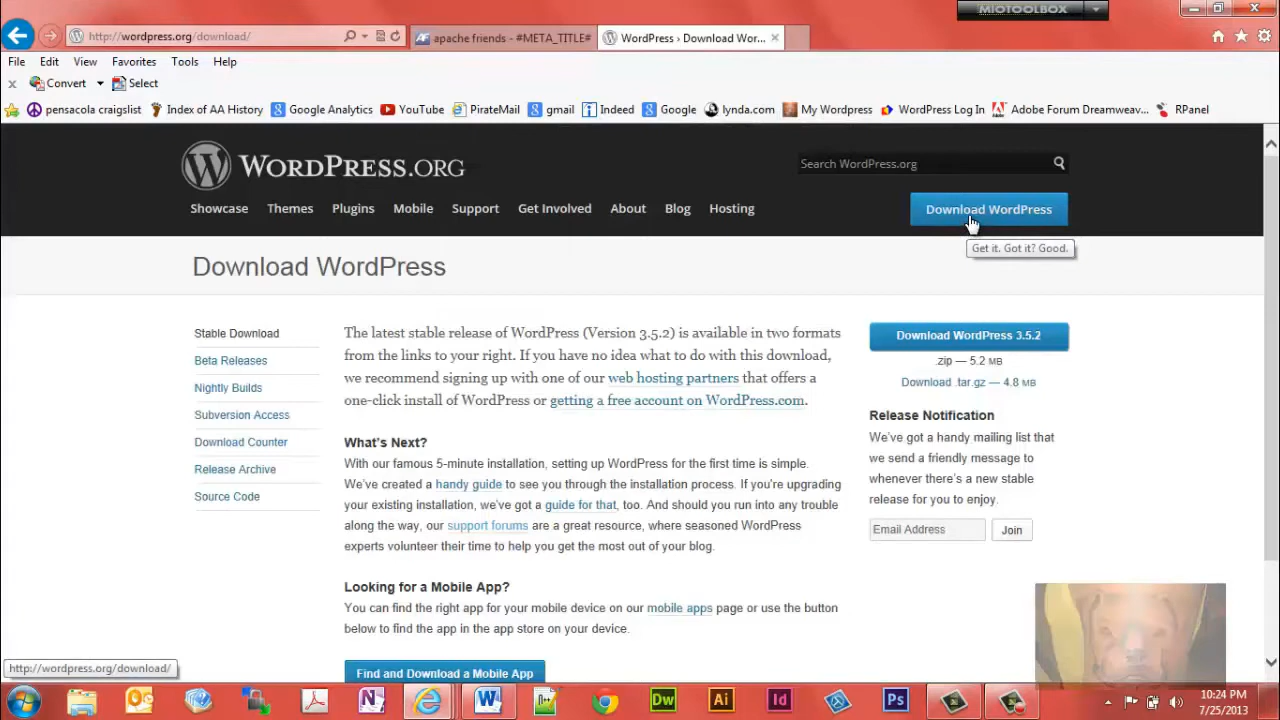 MIOTOOLBOX
http://wordpress.org/download/
apache friends - #META_TITLE#
WordPress › Download Wor...
File Edit View Favorites Tools Help
Convert Select
pensacola craigslist Index of AA History Google Analytics YouTube PirateMail gmail Indeed Google lynda.com My Wordpress WordPress Log In Adobe Forum Dreamweav... RPanel
WORDPRESS.ORG
Search WordPress.org
Showcase Themes Plugins Mobile Support Get Involved About Blog Hosting
Download WordPress
Get it. Got it? Good.
Download WordPress
Stable Download
Beta Releases
Nightly Builds
Subversion Access
Download Counter
Release Archive
Source Code
The latest stable release of WordPress (Version 3.5.2) is available in two formats
from the links to your right. If you have no idea what to do with this download,
we recommend signing up with one of our web hosting partners that offers a
one-click install of WordPress or getting a free account on WordPress.com.
What's Next?
With our famous 5-minute installation, setting up WordPress for the first time is simple.
We've created a handy guide to see you through the installation process. If you're upgrading
your existing installation, we've got a guide for that, too. And should you run into any trouble
along the way, our support forums are a great resource, where seasoned WordPress
experts volunteer their time to help you get the most out of your blog.
Looking for a Mobile App?
You can find the right app for your mobile device on our mobile apps page or use the button
below to find the app in the app store on your device.
Find and Download a Mobile App
Download WordPress 3.5.2
.zip — 5.2 MB
Download .tar.gz — 4.8 MB
Release Notification
We've got a handy mailing list that
we send a friendly message to
whenever there's a new stable
release for you to enjoy.
Email Address Join
http://wordpress.org/download/
Dw Ai Id Ps
10:24 PM
7/25/2013